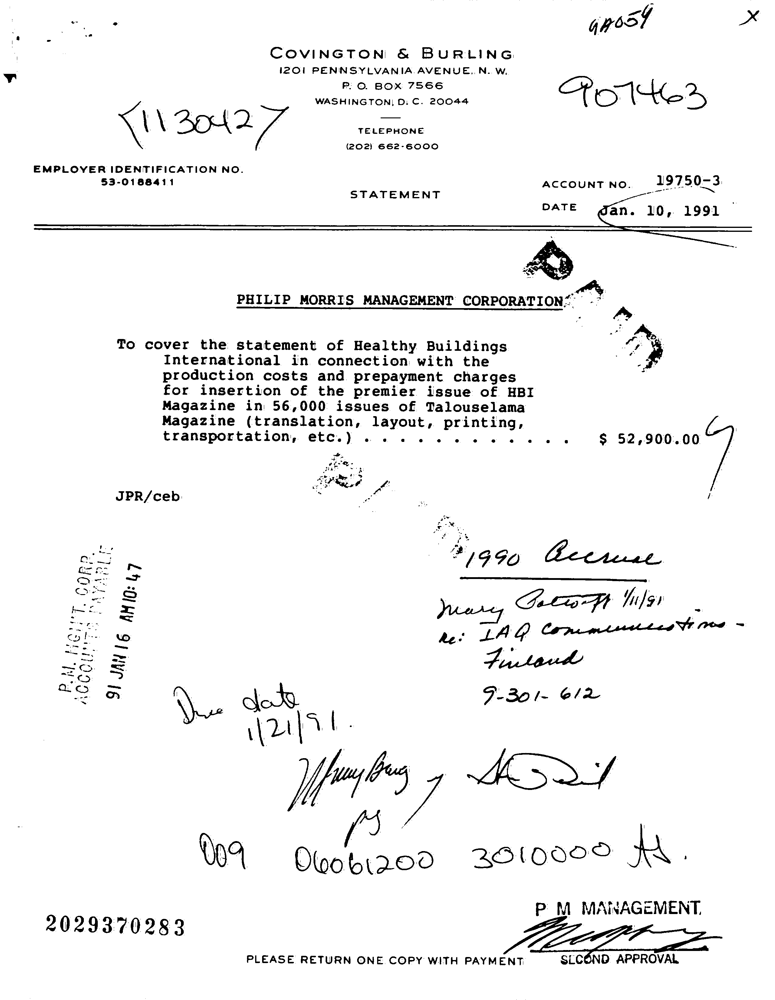 GA054
X
COVINGTON & BURLING
1201 PENNSYLVANIA AVENUE, N. W.
P. O. BOX 7566
WASHINGTON, D. C. 20044
907463
1130427
TELEPHONE
(202) 662-6000
EMPLOYER IDENTIFICATION NO.
53-0188411
STATEMENT
ACCOUNT NO. 19750-3
DATE Jan. 10, 1991
PAID
PHILIP MORRIS MANAGEMENT CORPORATION
To cover the statement of Healthy Buildings
International in connection with the
production costs and prepayment charges
for insertion of the premier issue of HBI
Magazine in 56,000 issues of Talouselama
Magazine (translation, layout, printing,
transportation, etc.) . . . . . . . . . . . . . $ 52,900.00
JPR/ceb
1990 Accrual
Mary 1/11/91
re: IAQ Communications -
Finland
9-301-612
P.M. MGM'T. CORP.
ACCOUNTS PAYABLE
91 JAN 16 AM 10:47
Due date
1/21/91.
009 06061200 3010000
P M MANAGEMENT
2029370283
PLEASE RETURN ONE COPY WITH PAYMENT
SECOND APPROVAL